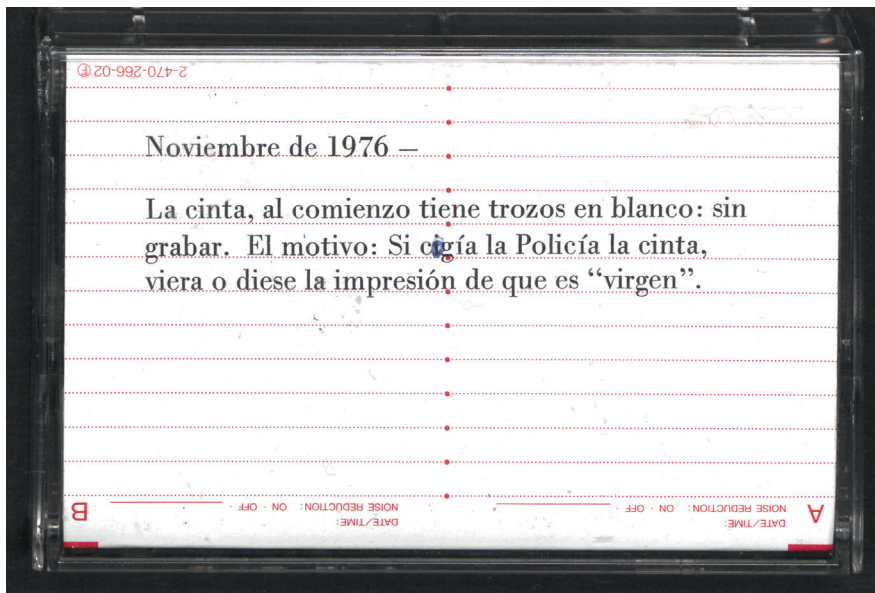 2-470-266-02 Ⓔ
Noviembre de 1976 —
La cinta, al comienzo tiene trozos en blanco: sin
grabar. El motivo: Si cigía la Policía la cinta,
viera o diese la impresión de que es “virgen”.
B
NOISE REDUCTION: ON · OFF ·
DATE/TIME:
A
NOISE REDUCTION: ON · OFF ·
DATE/TIME: